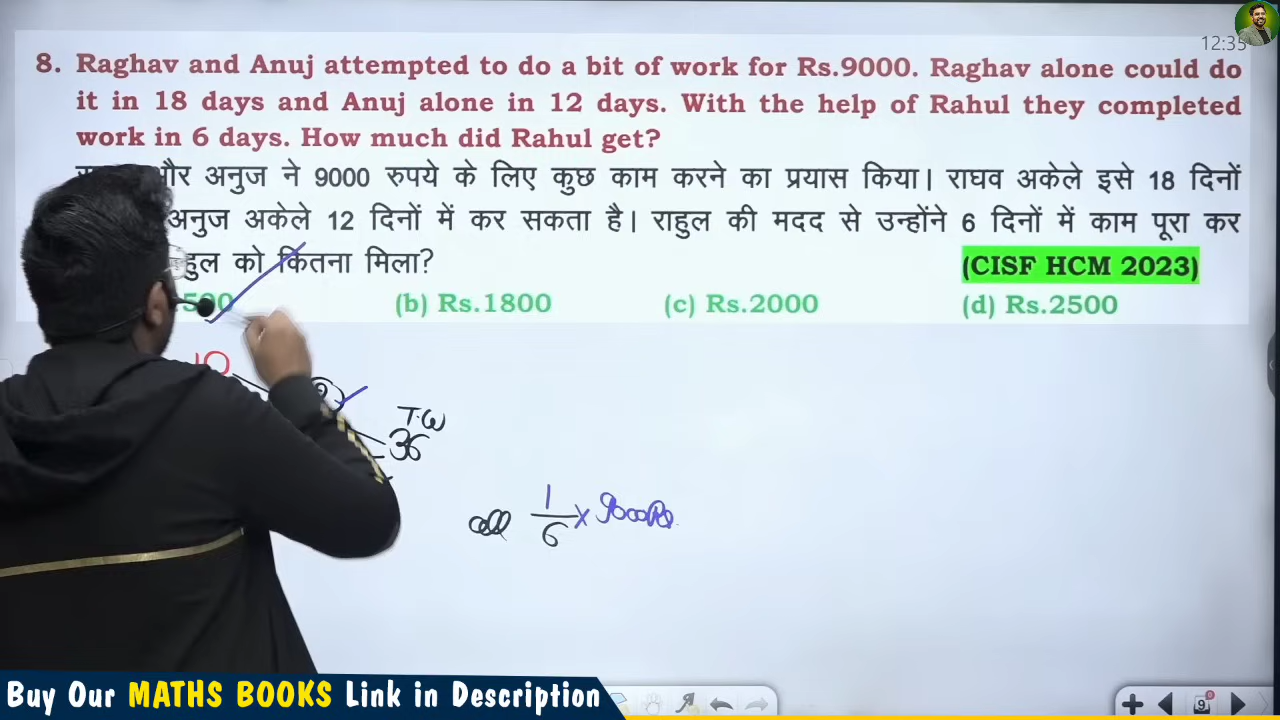 12:35
8. Raghav and Anuj attempted to do a bit of work for Rs.9000. Raghav alone could do
it in 18 days and Anuj alone in 12 days. With the help of Rahul they completed
work in 6 days. How much did Rahul get?
और अनुज ने 9000 रुपये के लिए कुछ काम करने का प्रयास किया। राघव अकेले इसे 18 दिनों
अनुज अकेले 12 दिनों में कर सकता है। राहुल की मदद से उन्होंने 6 दिनों में काम पूरा कर
को कितना मिला?
(CISF HCM 2023)
500 (b) Rs.1800 (c) Rs.2000 (d) Rs.2500
T.W
36
1/6 x 9000Rs.
Buy Our MATHS BOOKS Link in Description
9